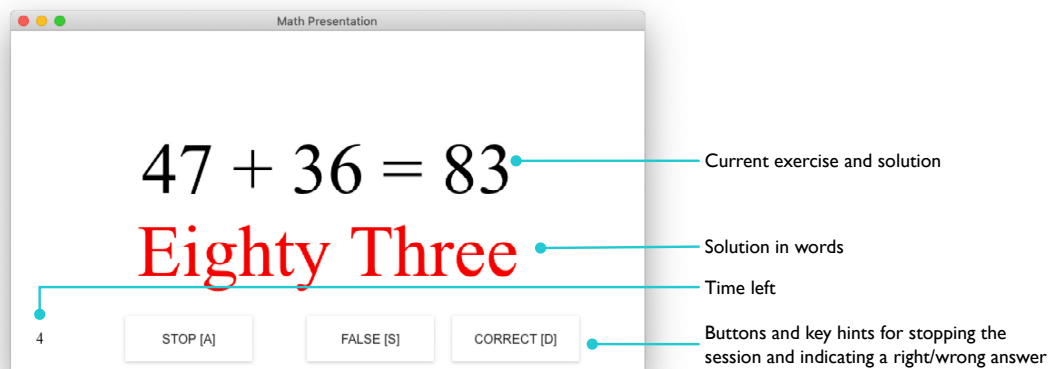 Math Presentation
47 + 36 = 83
Current exercise and solution
Eighty Three
Solution in words
Time left
4
STOP [A]
FALSE [S]
CORRECT [D]
Buttons and key hints for stopping the
session and indicating a right/wrong answer